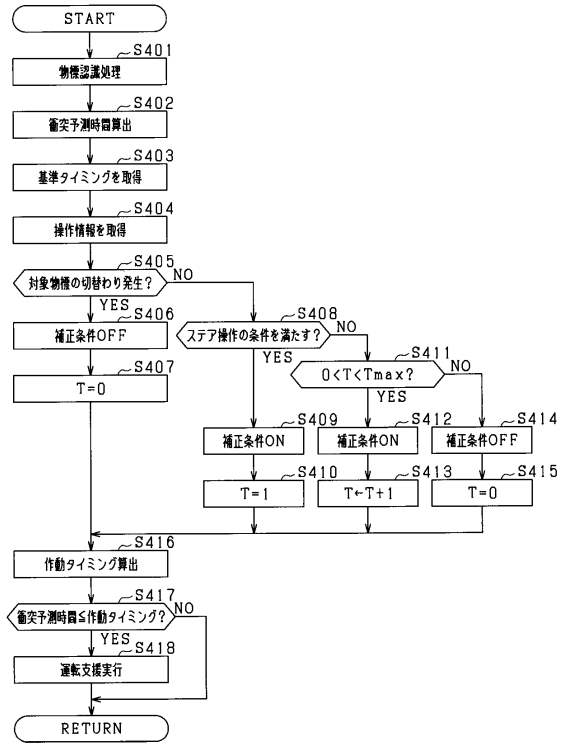 START
S401
物標認識処理
S402
衝突予測時間算出
S403
基準タイミングを取得
S404
操作情報を取得
S405
対象物標の切替わり発生?
NO
YES
S406
補正条件OFF
S407
T=0
S408
ステア操作の条件を満たす?
NO
YES
S409
補正条件ON
S410
T=1
S411
0<T<Tmax?
NO
YES
S412
補正条件ON
S413
T←T+1
S414
補正条件OFF
S415
T=0
S416
作動タイミング算出
S417
衝突予測時間≦作動タイミング?
NO
YES
S418
運転支援実行
RETURN